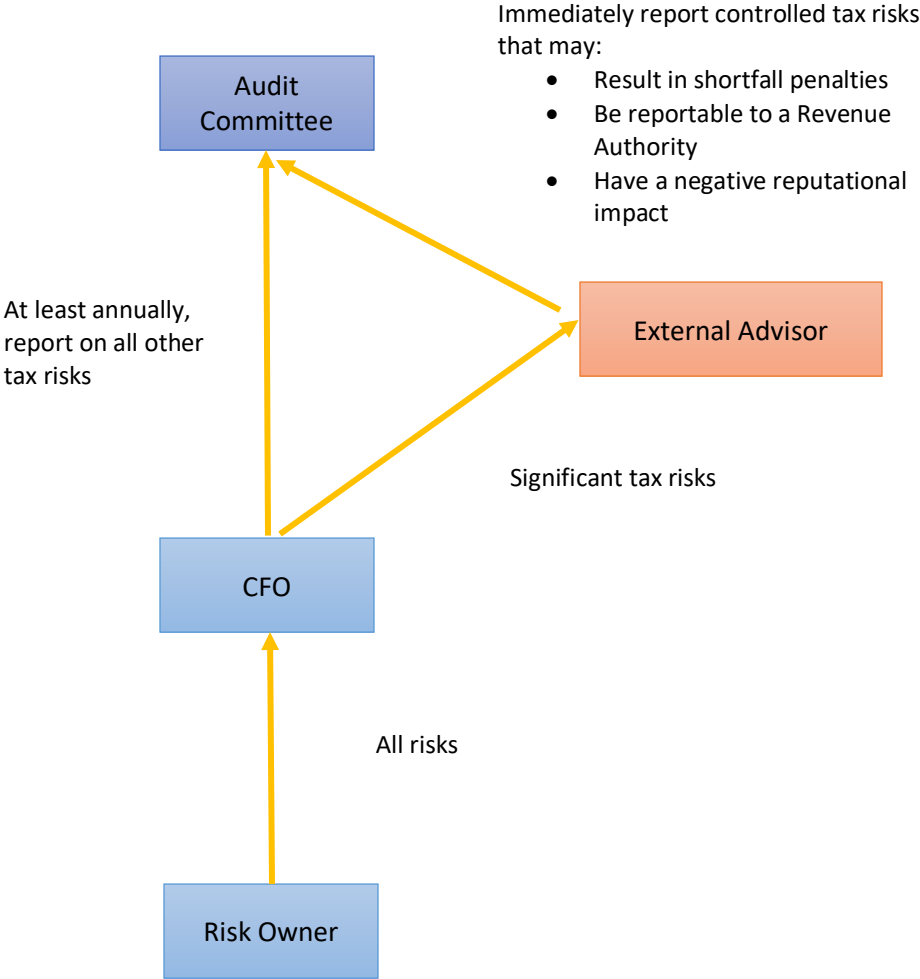 Immediately report controlled tax risks
that may:
• Result in shortfall penalties
• Be reportable to a Revenue
Authority
• Have a negative reputational
impact
Audit
Committee
At least annually,
report on all other
tax risks
External Advisor
Significant tax risks
CFO
All risks
Risk Owner